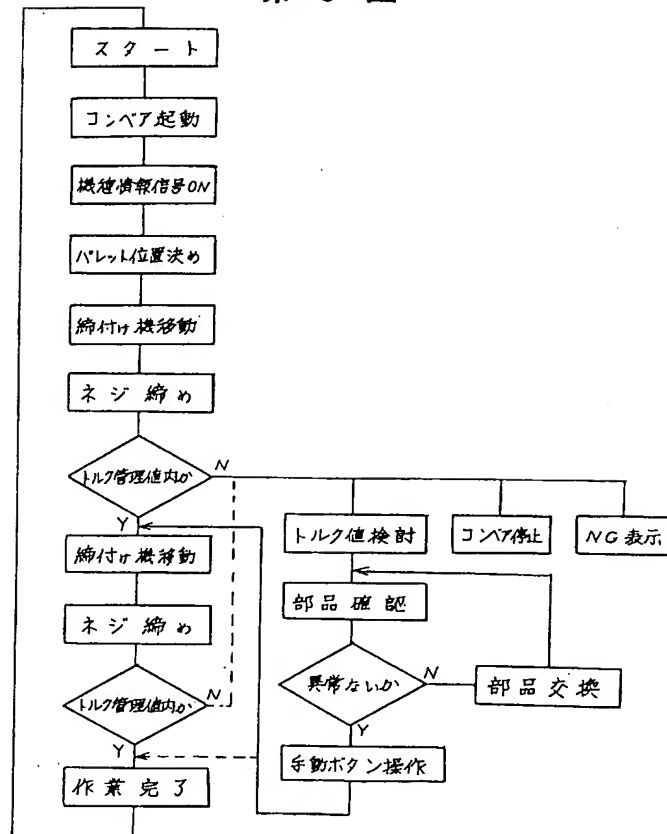 スタート
コンベア起動
機種情報信号ON
パレット位置決め
締付け機移動
ネジ締め
トルク管理値内か
N
Y
締付け機移動
ネジ締め
トルク管理値内か
N
Y
作業完了
トルク値検討
コンベア停止
NG表示
部品確認
異常ないか
N
部品交換
Y
手動ボタン操作